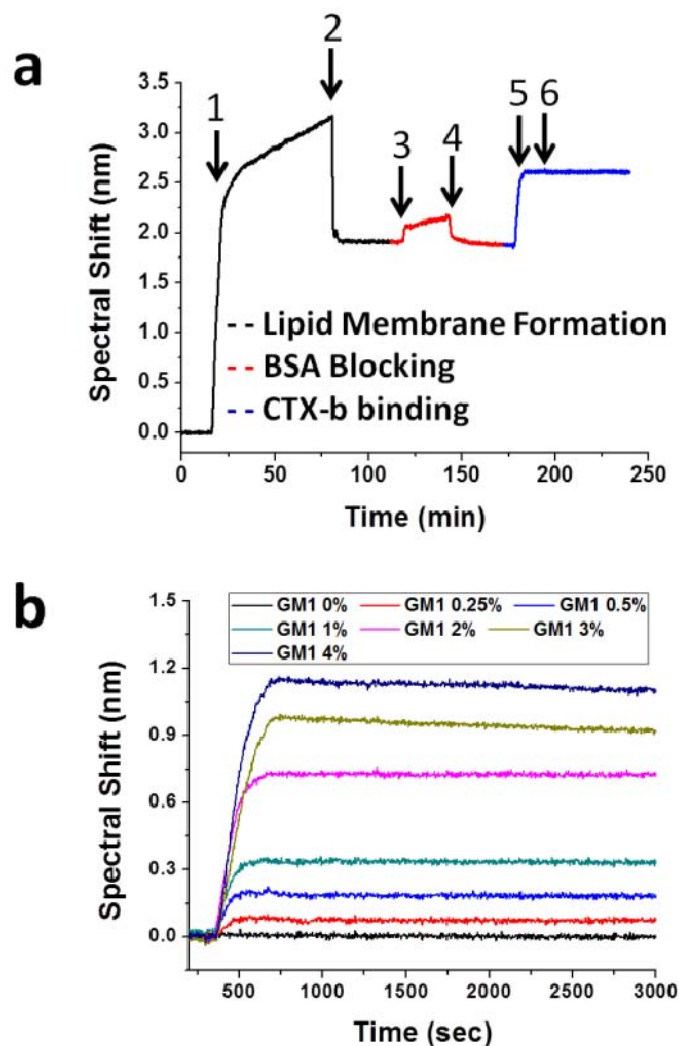 a
1 2 3 4 5 6
3.5
3.0
2.5
2.0
1.5
1.0
0.5
0.0
Spectral Shift (nm)
Lipid Membrane Formation
BSA Blocking
CTX-b binding
0 50 100 150 200 250
Time (min)
b
GM1 0% GM1 0.25% GM1 0.5%
GM1 1% GM1 2% GM1 3%
GM1 4%
1.5
1.2
0.9
0.6
0.3
0.0
Spectral Shift (nm)
500 1000 1500 2000 2500 3000
Time (sec)